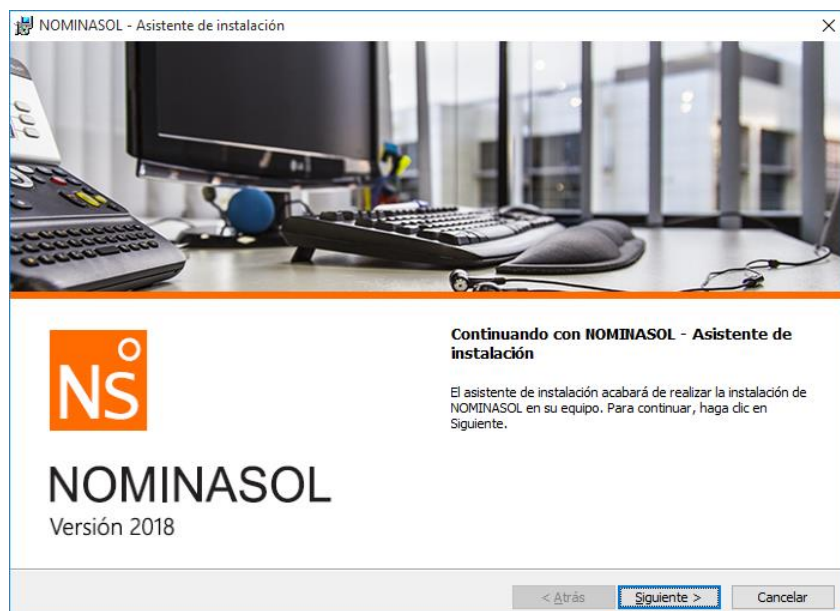 NOMINASOL - Asistente de instalación
Continuando con NOMINASOL - Asistente de
instalación
El asistente de instalación acabará de realizar la instalación de
NOMINASOL en su equipo. Para continuar, haga clic en
Siguiente.
NS
NOMINASOL
Versión 2018
< Atrás
Siguiente >
Cancelar